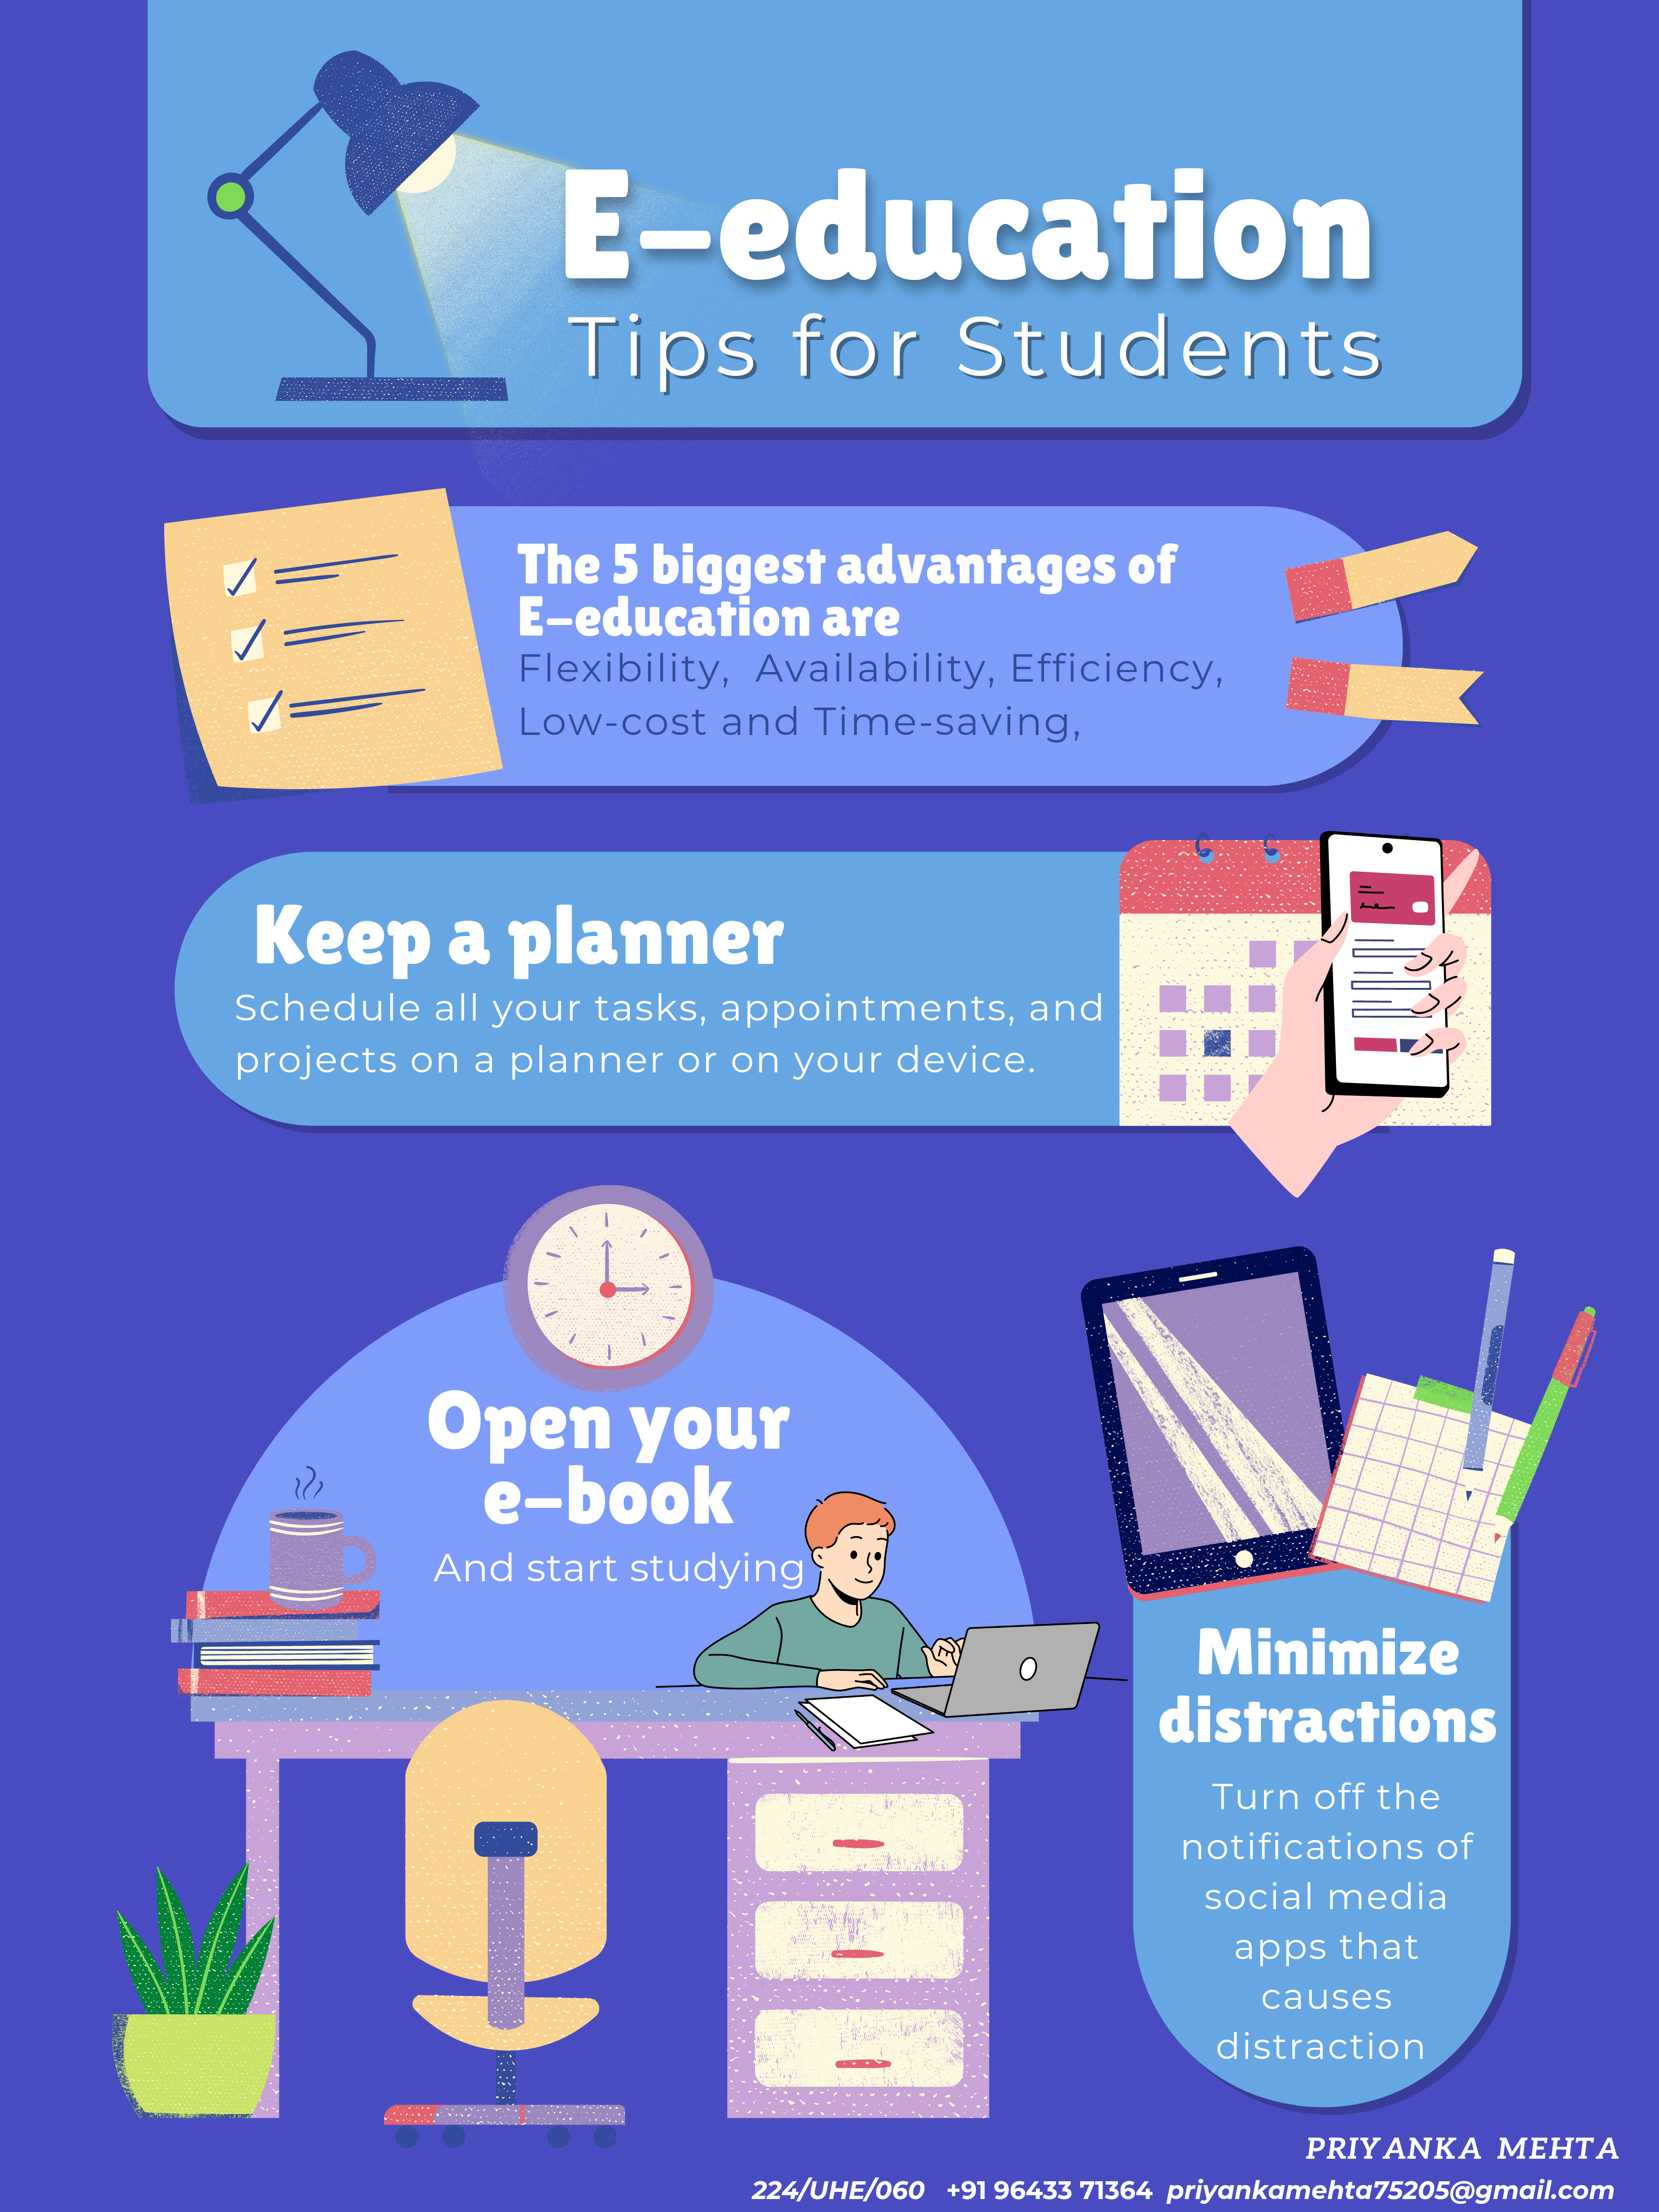 E-education
Tips for Students
The 5 biggest advantages of
E-education are
Flexibility, Availability, Efficiency,
Low-cost and Time-saving,
Keep a planner
Schedule all your tasks, appointments, and
projects on a planner or on your device.
Open your
e-book
And start studying
Minimize
distractions
Turn off the
notifications of
social media
apps that
causes
distraction
PRIYANKA MEHTA
224/UHE/060 +91 96433 71364 priyankamehta75205@gmail.com